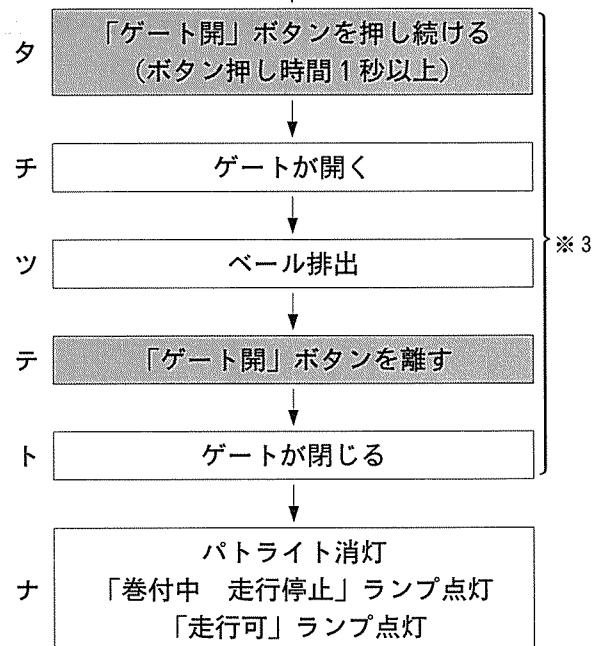 タ
「ゲート開」ボタンを押し続ける
(ボタン押し時間1秒以上)
チ
ゲートが開く
ツ
ベール排出
※3
テ
「ゲート開」ボタンを離す
ト
ゲートが閉じる
ナ
パトライト消灯
「巻付中　走行停止」ランプ点灯
「走行可」ランプ点灯